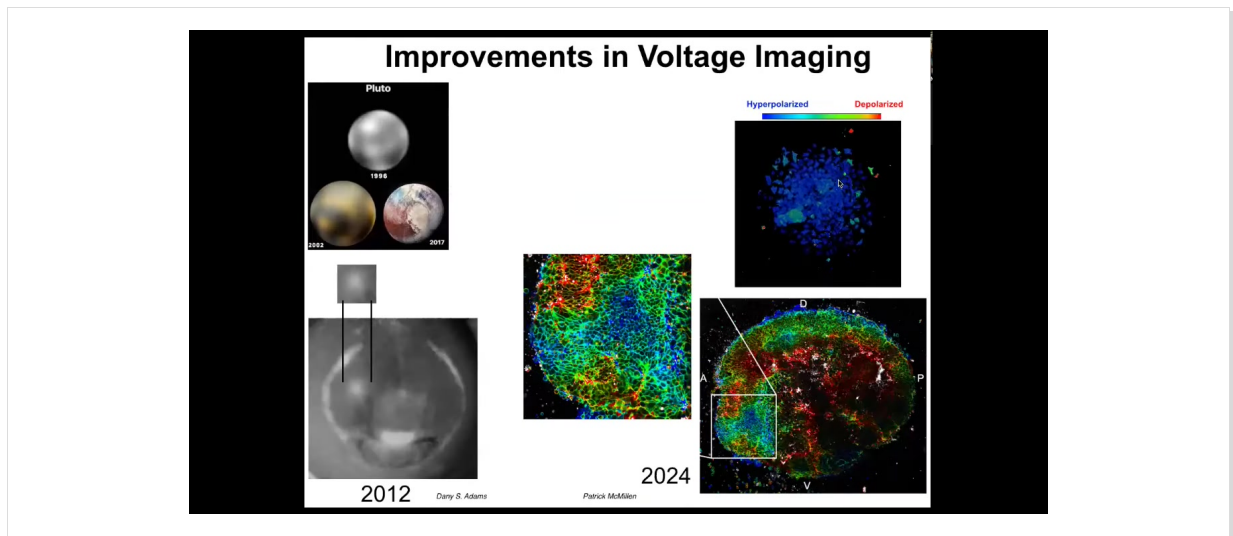 Improvements in Voltage Imaging
Pluto
1996
2002
2017
Hyperpolarized
Depolarized
D
A
P
V
2024
2012
Dany S. Adams
Patrick McMillen